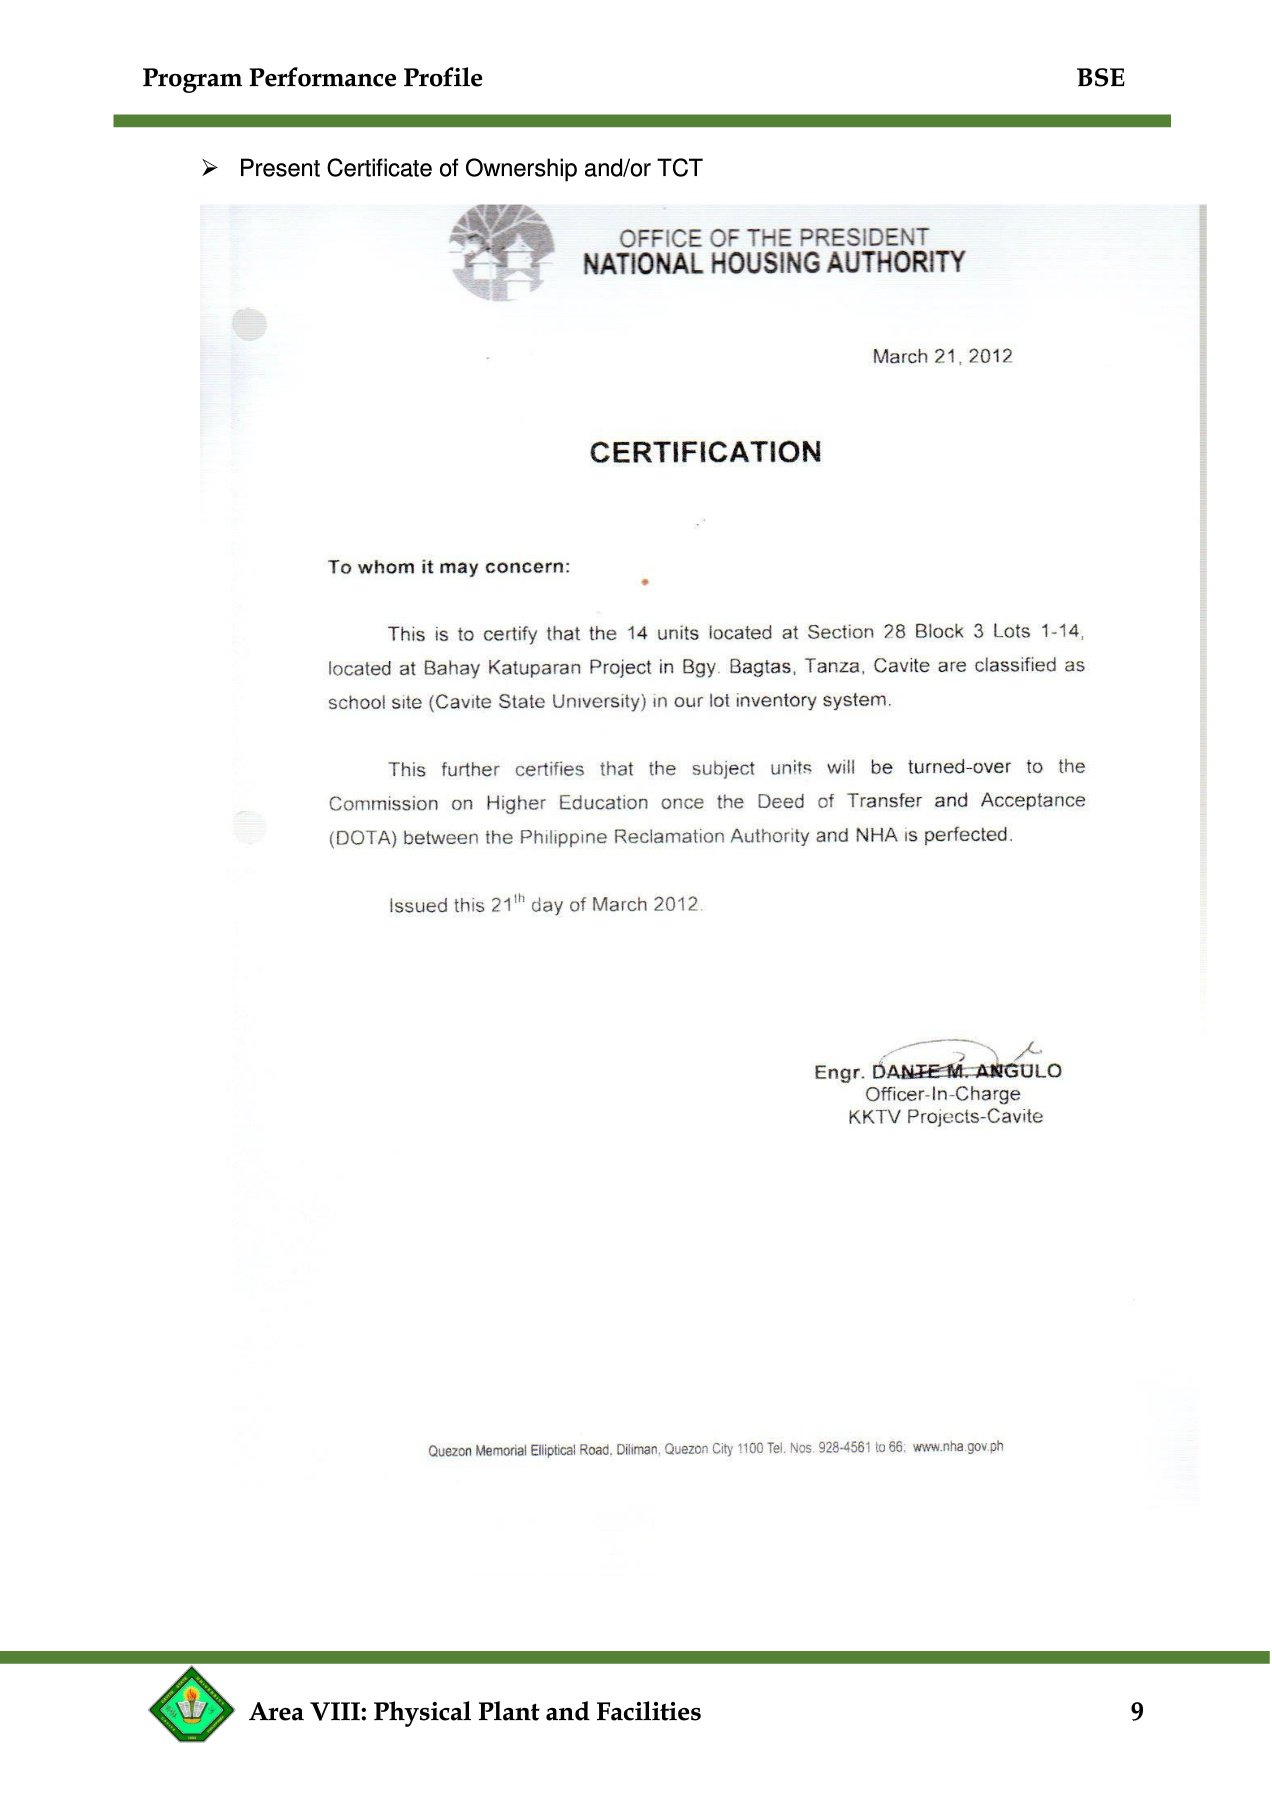 Program Performance Profile BSE
➢ Present Certificate of Ownership and/or TCT
OFFICE OF THE PRESIDENT
NATIONAL HOUSING AUTHORITY
March 21, 2012
CERTIFICATION
To whom it may concern:
This is to certify that the 14 units located at Section 28 Block 3 Lots 1-14,
located at Bahay Katuparan Project in Bgy. Bagtas, Tanza, Cavite are classified as
school site (Cavite State University) in our lot inventory system.
This further certifies that the subject units will be turned-over to the
Commission on Higher Education once the Deed of Transfer and Acceptance
(DOTA) between the Philippine Reclamation Authority and NHA is perfected.
Issued this 21th day of March 2012.
Engr. DANTE M. ANGULO
Officer-In-Charge
KKTV Projects-Cavite
Quezon Memorial Elliptical Road, Diliman, Quezon City 1100 Tel. Nos. 928-4561 to 66; www.nha.gov.ph
Area VIII: Physical Plant and Facilities 9